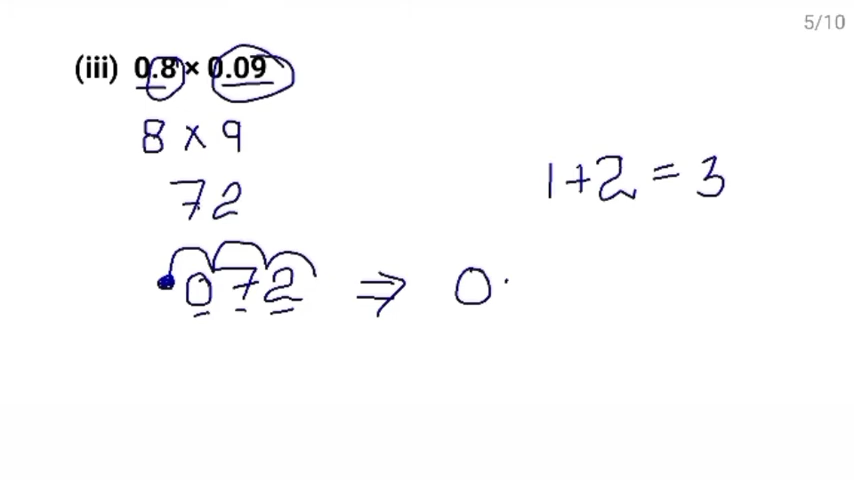 5/10
(iii) 0.8 × 0.09
8 × 9
1+2 = 3
72
.072 ⇒ 0.